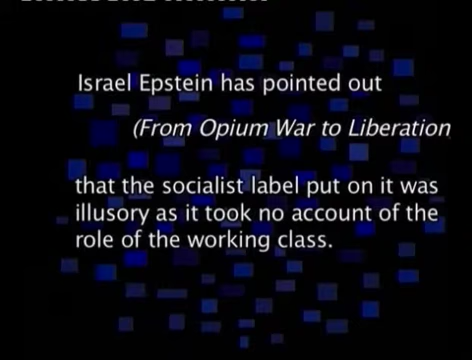 Israel Epstein has pointed out
(From Opium War to Liberation
that the socialist label put on it was
illusory as it took no account of the
role of the working class.